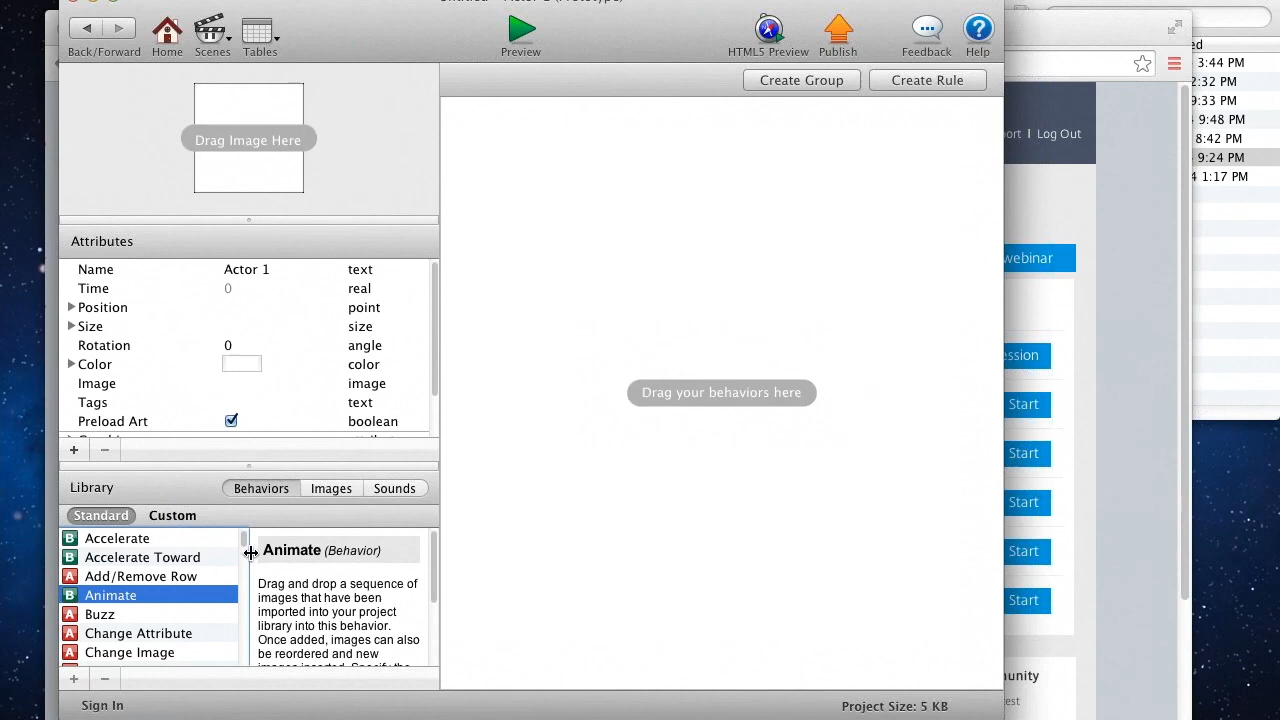 Back/Forward Home Scenes Tables Preview HTML5 Preview Publish Feedback Help
Create Group Create Rule
Drag Image Here
Attributes
Name Actor 1 text
Time 0 real
Position point
Size size
Rotation 0 angle
Color color
Image image
Tags text
Preload Art boolean
+ −
Library Behaviors Images Sounds
Standard Custom
B Accelerate
B Accelerate Toward
A Add/Remove Row
B Animate
A Buzz
A Change Attribute
A Change Image
Animate (Behavior)
Drag and drop a sequence of
images that have been
imported into your project
library into this behavior.
Once added, images can also
be reordered and new
+ −
Drag your behaviors here
Sign In Project Size: 5 KB
ort | Log Out
webinar
ession
Start
Start
Start
Start
Start
unity
est
ed
3:44 PM
2:32 PM
9:33 PM
9:48 PM
8:42 PM
9:24 PM
4 1:17 PM